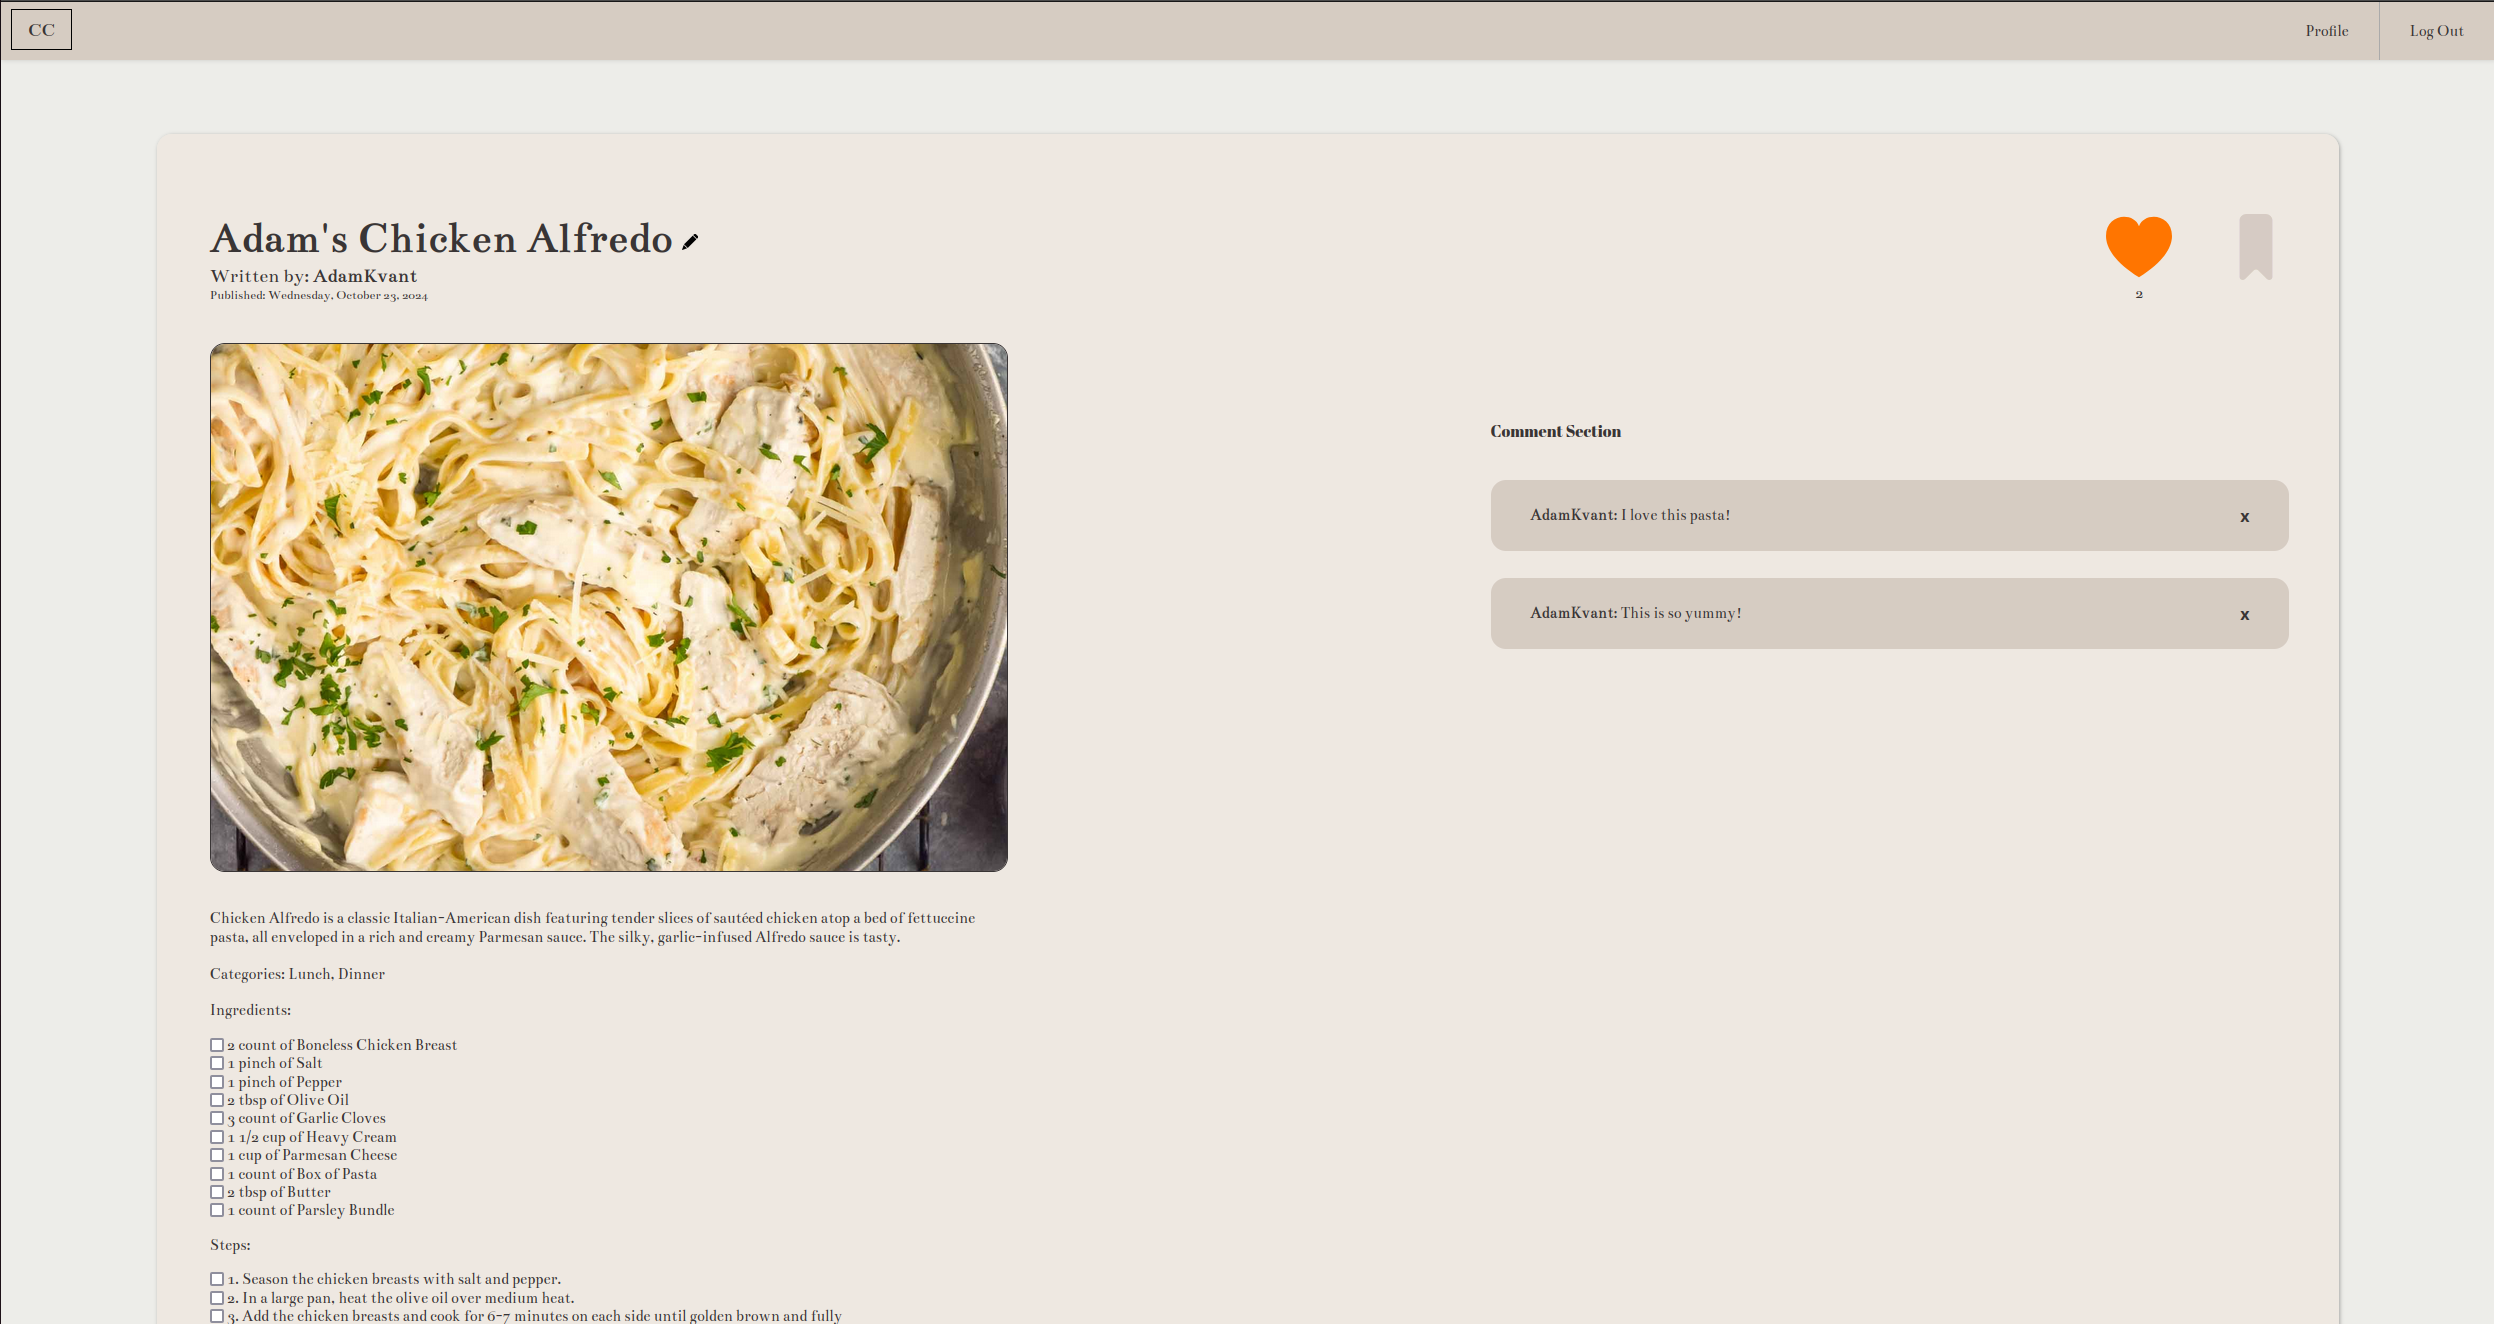 CC
Profile
Log Out
Adam's Chicken Alfredo
Written by: AdamKvant
Published: Wednesday, October 23, 2024
2
Comment Section
AdamKvant: I love this pasta!
x
AdamKvant: This is so yummy!
x
Chicken Alfredo is a classic Italian-American dish featuring tender slices of sautéed chicken atop a bed of fettuccine
pasta, all enveloped in a rich and creamy Parmesan sauce. The silky, garlic-infused Alfredo sauce is tasty.
Categories: Lunch, Dinner
Ingredients:
2 count of Boneless Chicken Breast
1 pinch of Salt
1 pinch of Pepper
2 tbsp of Olive Oil
3 count of Garlic Cloves
1 1/2 cup of Heavy Cream
1 cup of Parmesan Cheese
1 count of Box of Pasta
2 tbsp of Butter
1 count of Parsley Bundle
Steps:
1. Season the chicken breasts with salt and pepper.
2. In a large pan, heat the olive oil over medium heat.
3. Add the chicken breasts and cook for 6-7 minutes on each side until golden brown and fully